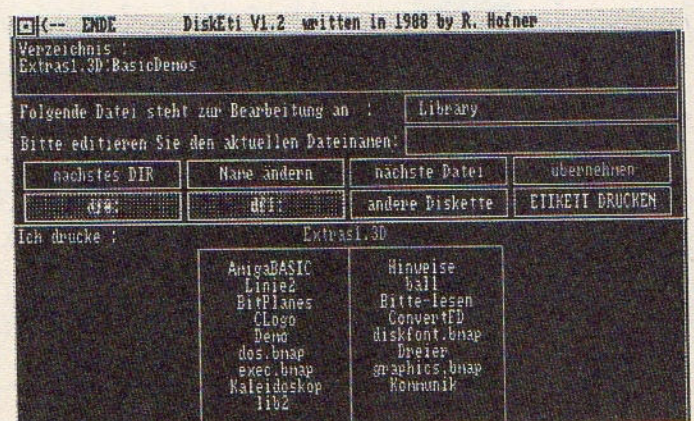 <-- ENDE DiskEti V1.2 written in 1988 by R. Hofner
Verzeichnis :
Extras1.3D:BasicDemos
Folgende Datei steht zur Bearbeitung an : Library
Bitte editieren Sie den aktuellen Dateinamen:
nächstes DIR Name ändern nächste Datei übernehmen
df0: df1: andere Diskette ETIKETT DRUCKEN
Ich drucke : Extras1.3D
AmigaBASIC Hinweise
Linie2 ball
BitPlanes Bitte-lesen
CLogo ConvertFD
Demo diskfont.bmap
dos.bmap Dreier
exec.bmap graphics.bmap
Kaleidoskop Kommunik
lib2